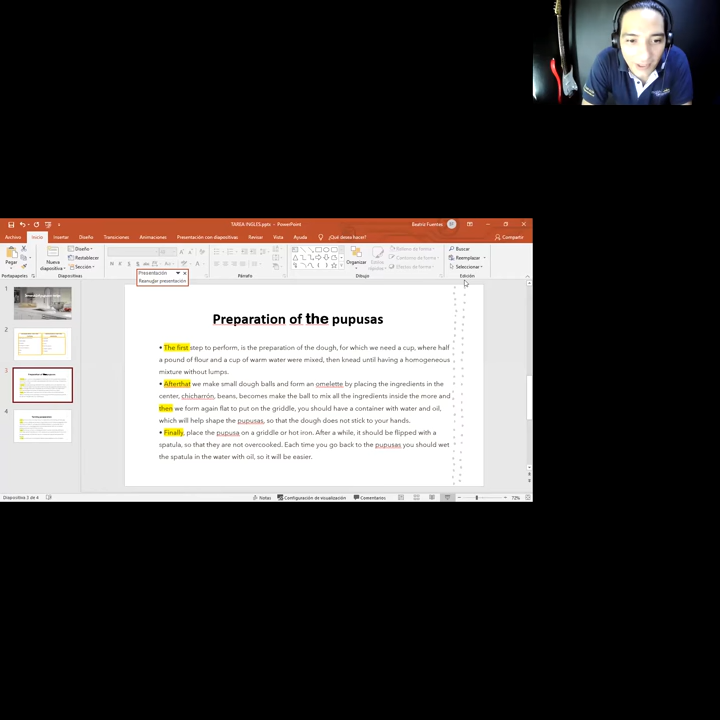 TAREA INGLES.pptx - PowerPoint
Beatriz Fuentes
Archivo Inicio Insertar Diseño Transiciones Animaciones Presentación con diapositivas Revisar Vista Ayuda ¿Qué desea hacer? Compartir
Pegar
Nueva diapositiva
Diseño
Restablecer
Sección
Organizar
Estilos rápidos
Relleno de forma
Contorno de forma
Efectos de forma
Buscar
Reemplazar
Seleccionar
Portapapeles Diapositivas Párrafo Dibujo Edición
Presentación
Reanudar presentación
1
2
3
4
Preparation of the pupusas
• The first step to perform, is the preparation of the dough, for which we need a cup, where half
a pound of flour and a cup of warm water were mixed, then knead until having a homogeneous
mixture without lumps.
• Afterthat we make small dough balls and form an omelette by placing the ingredients in the
center, chicharrón, beans, becomes make the ball to mix all the ingredients inside the more and
then we form again flat to put on the griddle, you should have a container with water and oil,
which will help shape the pupusas, so that the dough does not stick to your hands.
• Finally, place the pupusa on a griddle or hot iron. After a while, it should be flipped with a
spatula, so that they are not overcooked. Each time you go back to the pupusas you should wet
the spatula in the water with oil, so it will be easier.
Diapositiva 3 de 4
Notas Configuración de visualización Comentarios
72%